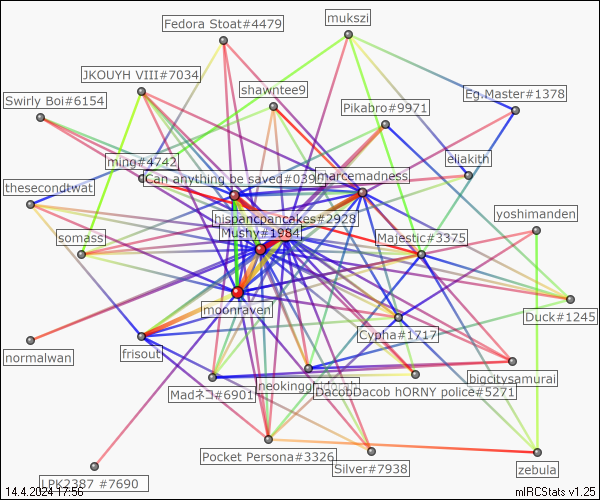 mukszi
Fedora Stoat#4479
JKOUYH VIII#7034
shawntee9
Eg.Master#1378
Swirly Boi#6154
Pikabro#9971
ming#4742
eliakith
Can anything be saved#039
marcemadness
thesecondtwat
hispancpancakes#2928
yoshimanden
Mushy#1984
somass
Majestic#3375
moonraven
Duck#1245
Cypha#1717
normalwan
frisout
bigcitysamurai
Madネコ#6901
DacobDacob hORNY police#5271
Pocket Persona#3326
Silver#7938
zebula
LPK2387 #7690
14.4.2024 17:56
mIRCStats v1.25